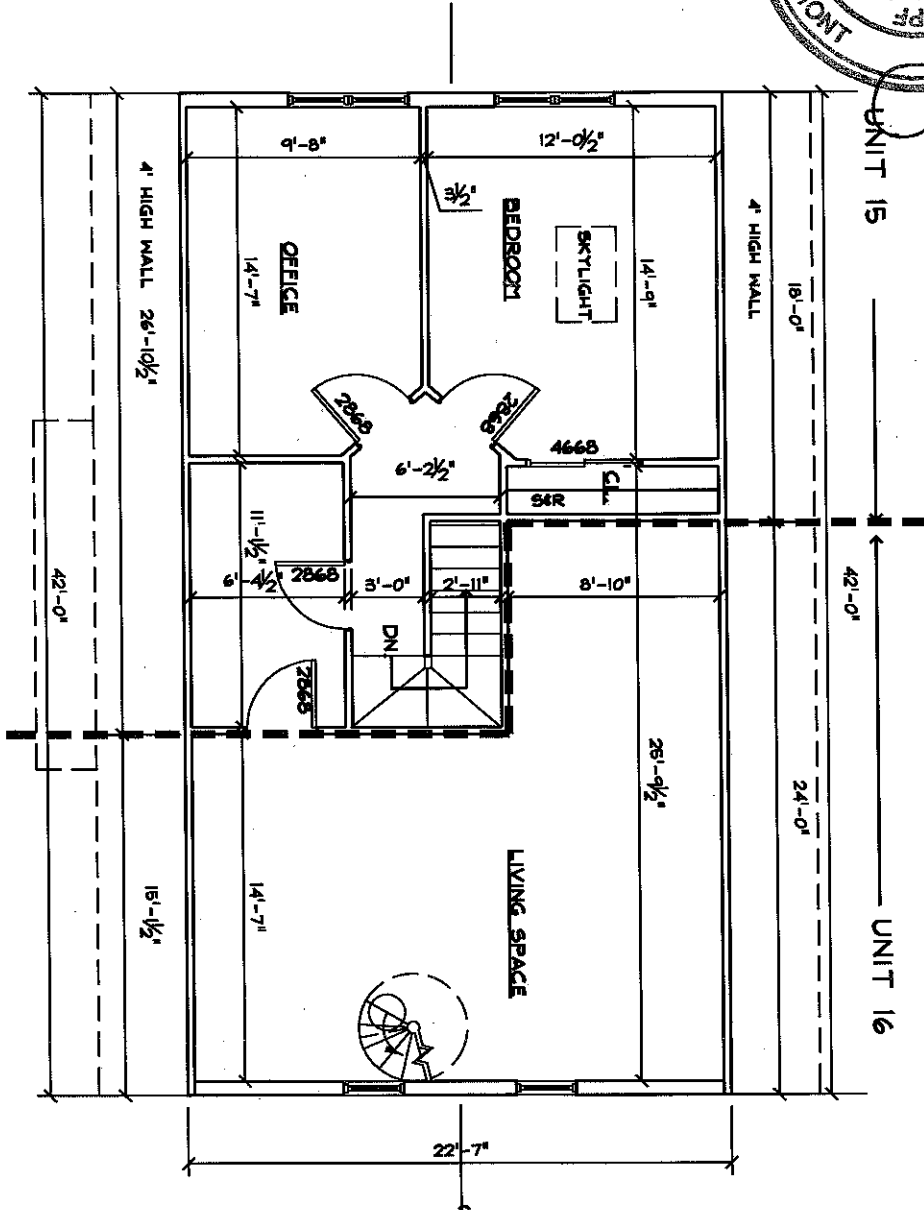 MONT
UNIT 15
UNIT 16
4' HIGH WALL
18'-0"
42'-0"
24'-0"
9'-8"
12'-0½"
3½"
BEDROOM
SKYLIGHT
14'-9"
OFFICE
14'-7"
4' HIGH WALL 26'-10½"
2868
2868
4668
6'-2½"
CL.
S&R
11'-1½"
6'-4½"
2868
3'-0"
2'-11"
8'-10"
DN.
2868
42'-0"
26'-9½"
LIVING SPACE
14'-7"
15'-1½"
22'-7"